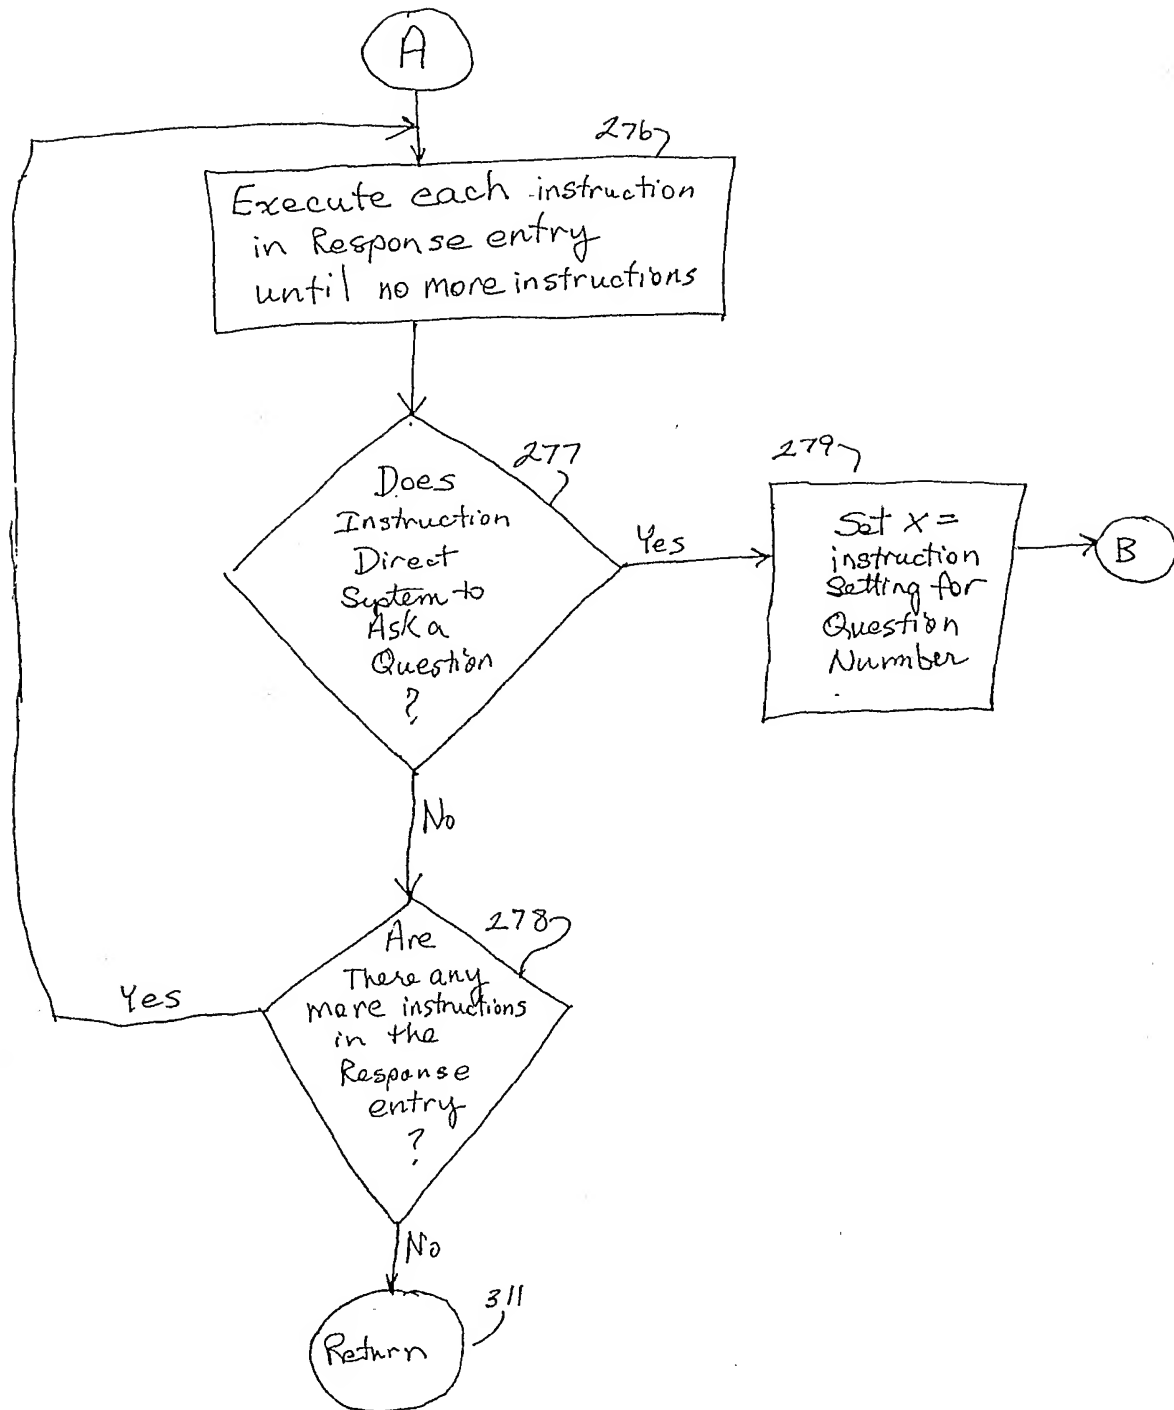 A
276
Execute each instruction
in Response entry
until no more instructions
277
Does
Instruction
Direct
System to
Ask a
Question
?
Yes
279
Set X =
instruction
Setting for
Question
Number
B
No
278
Are
There any
more instructions
in the
Response
entry
?
Yes
No
Return
311